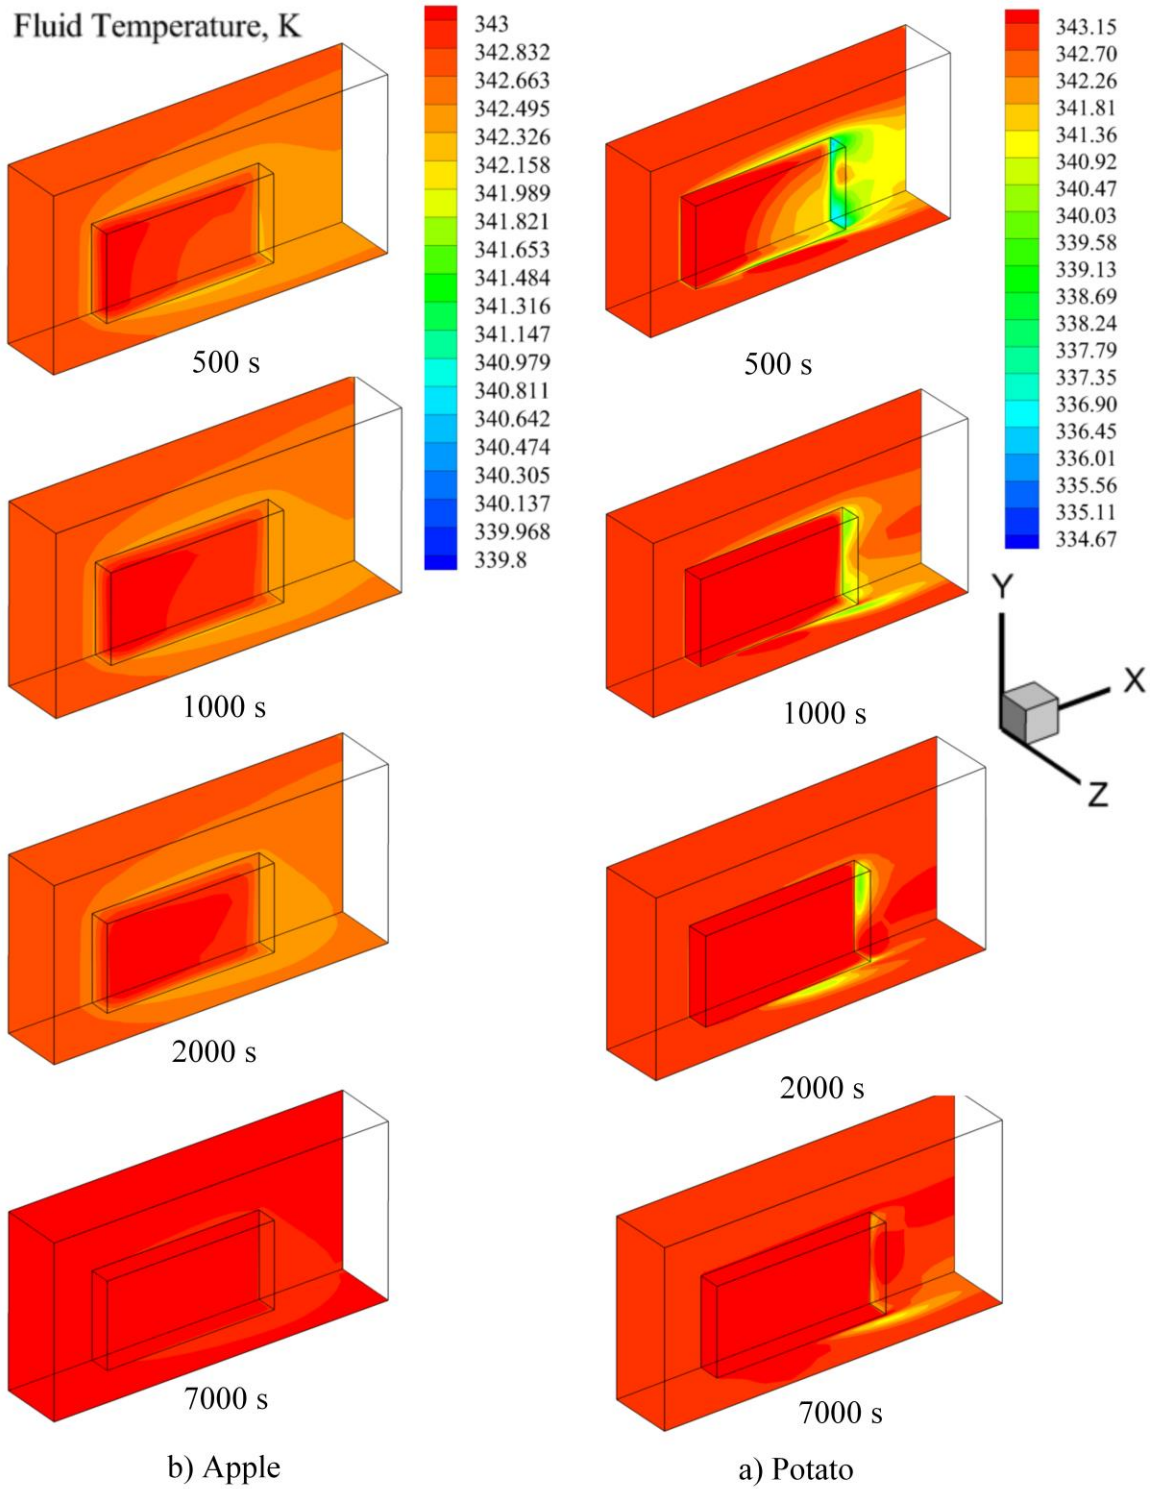 Fluid Temperature, K
343
342.832
342.663
342.495
342.326
342.158
341.989
341.821
341.653
341.484
341.316
341.147
340.979
340.811
340.642
340.474
340.305
340.137
339.968
339.8
343.15
342.70
342.26
341.81
341.36
340.92
340.47
340.03
339.58
339.13
338.69
338.24
337.79
337.35
336.90
336.45
336.01
335.56
335.11
334.67
500 s
500 s
1000 s
1000 s
Y
X
Z
2000 s
2000 s
7000 s
7000 s
b) Apple
a) Potato